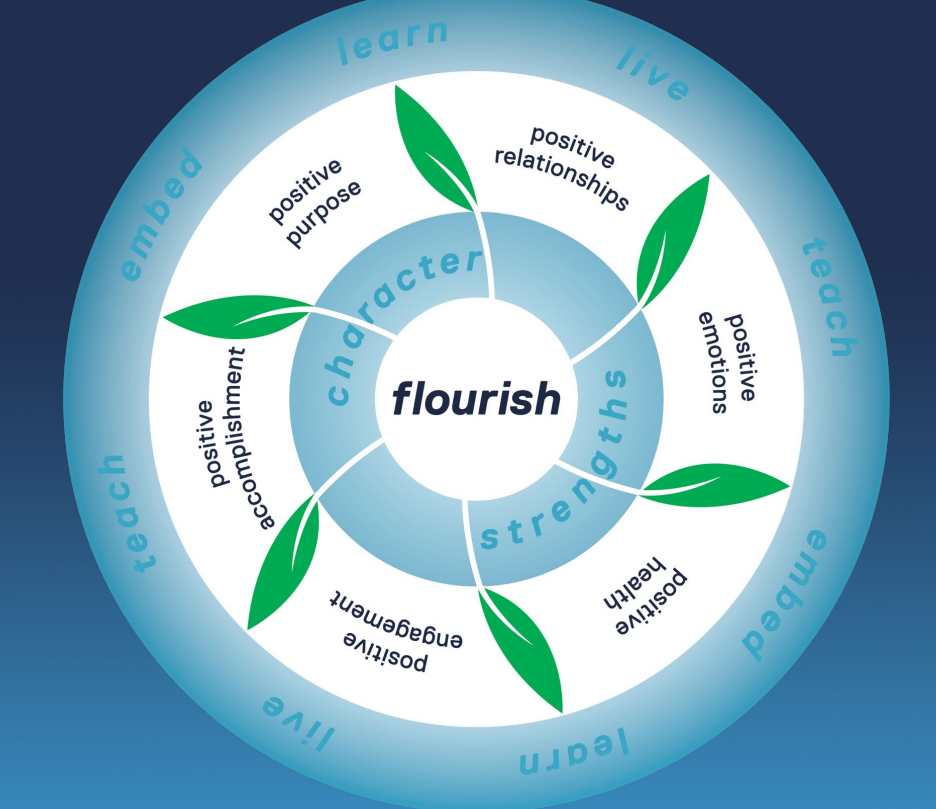 learn
live
teach
embed
learn
live
teach
embed
positive
relationships
positive
emotions
positive
health
positive
engagement
positive
accomplishment
positive
purpose
character
strengths
flourish